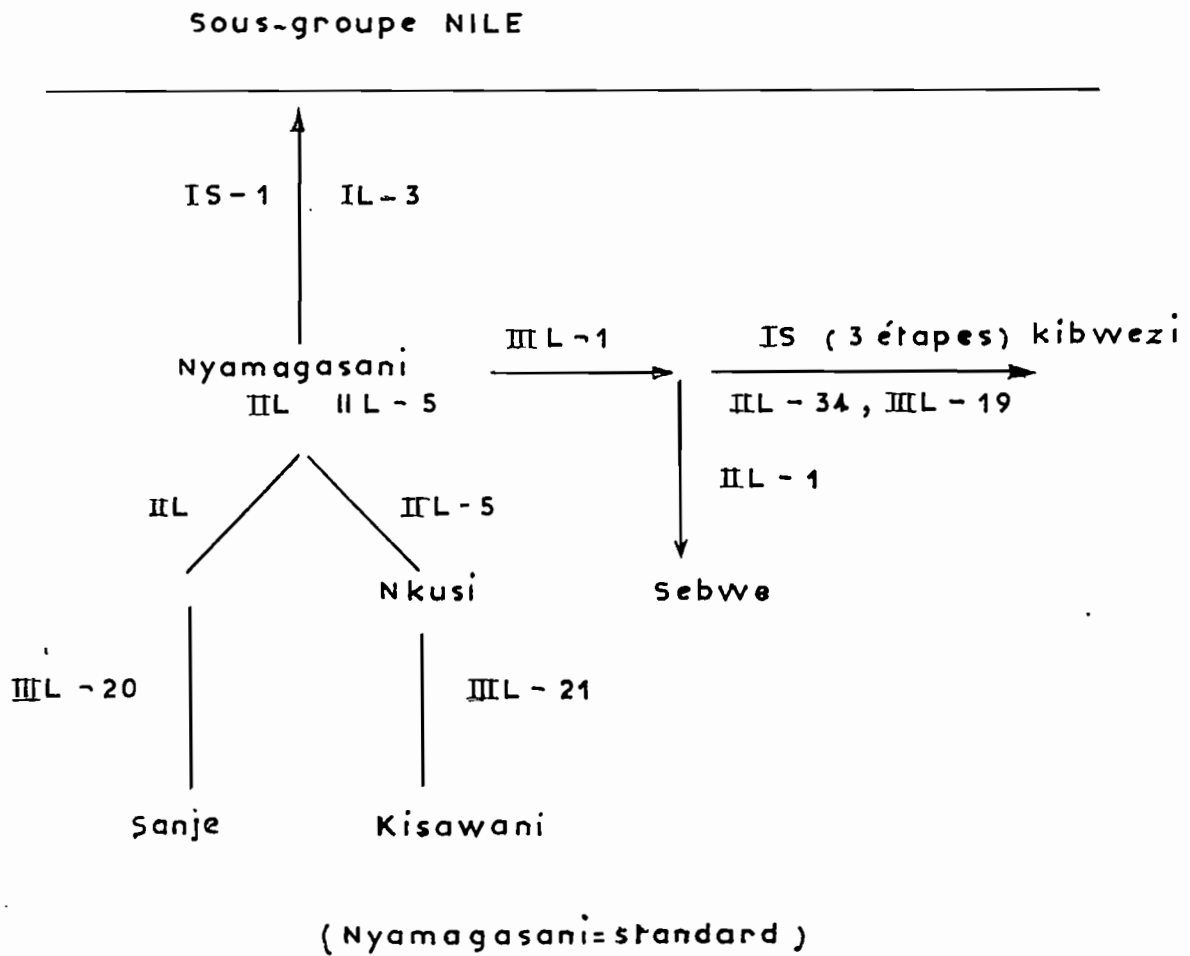 Sous-groupe NILE
IS-1 IL-3
Nyamagasani
IIL IIL-5
IIIL-1
IS (3 étapes) kibwezi
IIL-34, IIIL-19
IIL-1
Sebwe
IIL
IIL-5
Nkusi
IIIL-20
IIIL-21
Sanje
Kisawani
(Nyamagasani=standard)